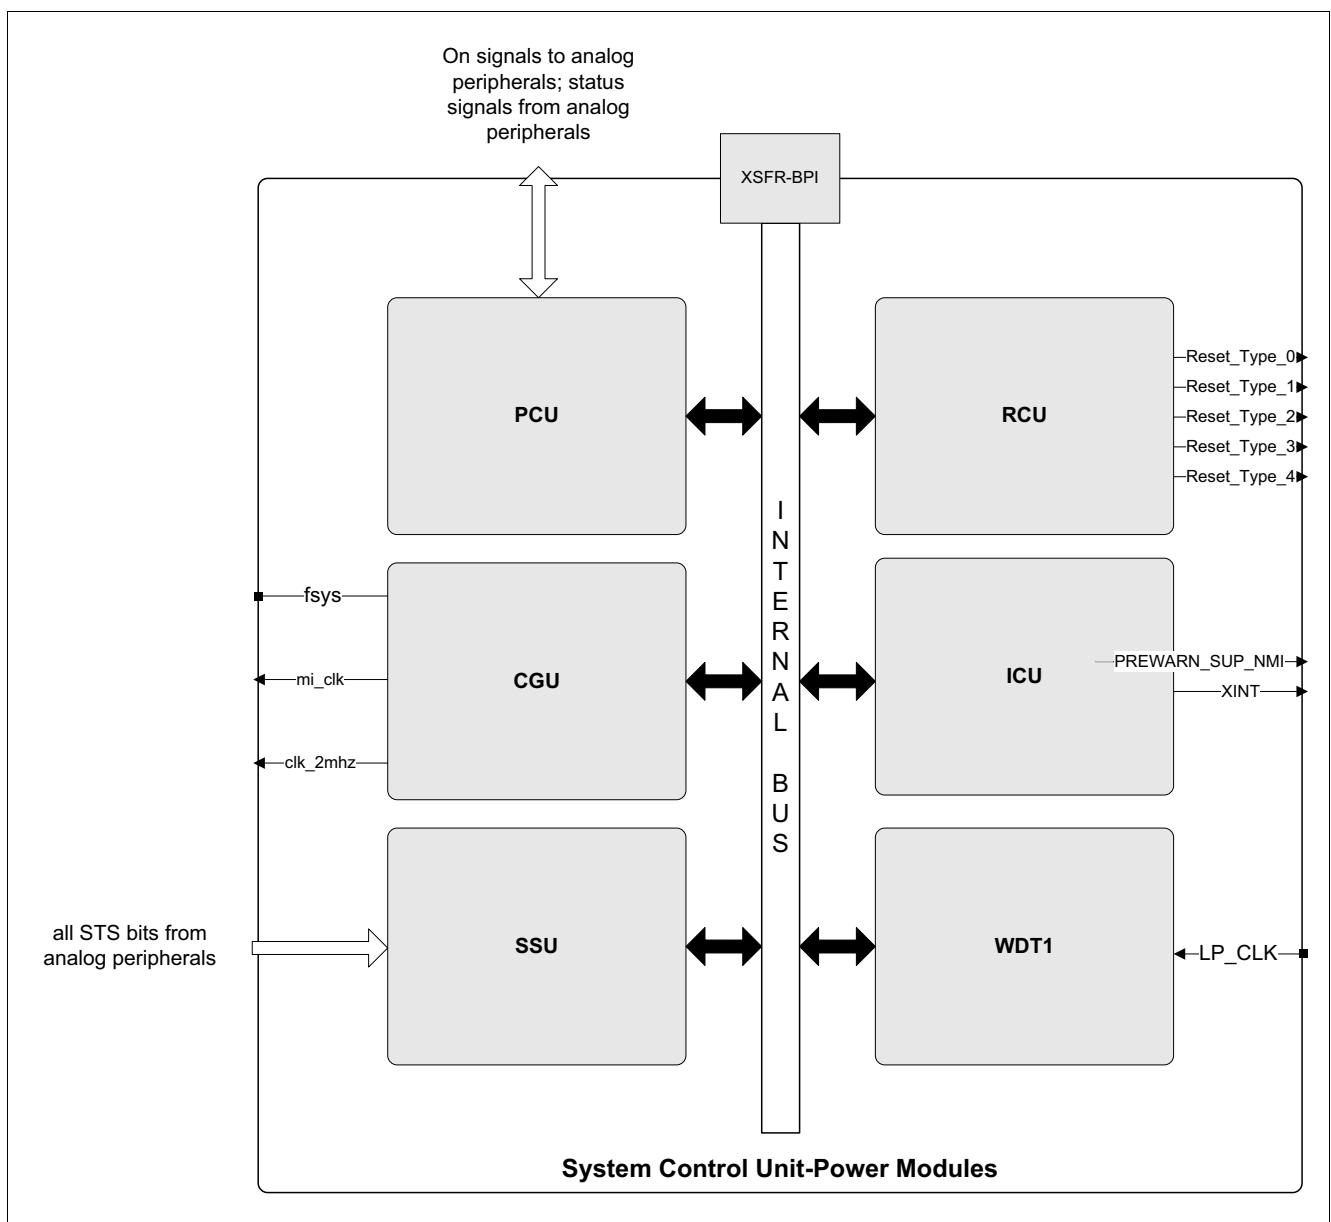 On signals to analog
peripherals; status
signals from analog
peripherals
XSFR-BPI
PCU
RCU
Reset_Type_0
Reset_Type_1
Reset_Type_2
Reset_Type_3
Reset_Type_4
INTERNAL BUS
fsys
mi_clk
clk_2mhz
CGU
ICU
PREWARN_SUP_NMI
XINT
all STS bits from
analog peripherals
SSU
WDT1
LP_CLK
System Control Unit-Power Modules